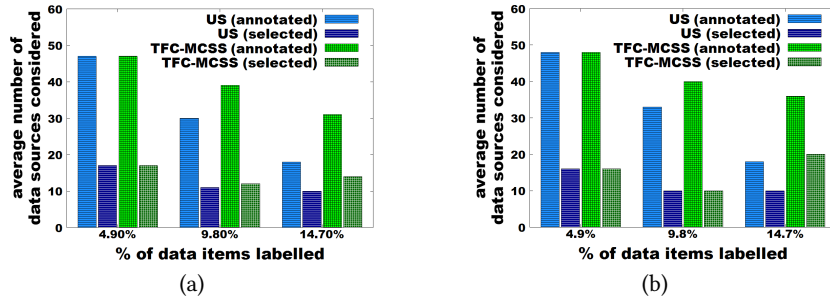 60
50
40
30
20
10
0
average number of
data sources considered
US (annotated)
US (selected)
TFC-MCSS (annotated)
TFC-MCSS (selected)
4.90% 9.80% 14.70%
% of data items labelled
(a)
60
50
40
30
20
10
0
average number of
data sources considered
US (annotated)
US (selected)
TFC-MCSS (annotated)
TFC-MCSS (selected)
4.9% 9.8% 14.7%
% of data items labelled
(b)